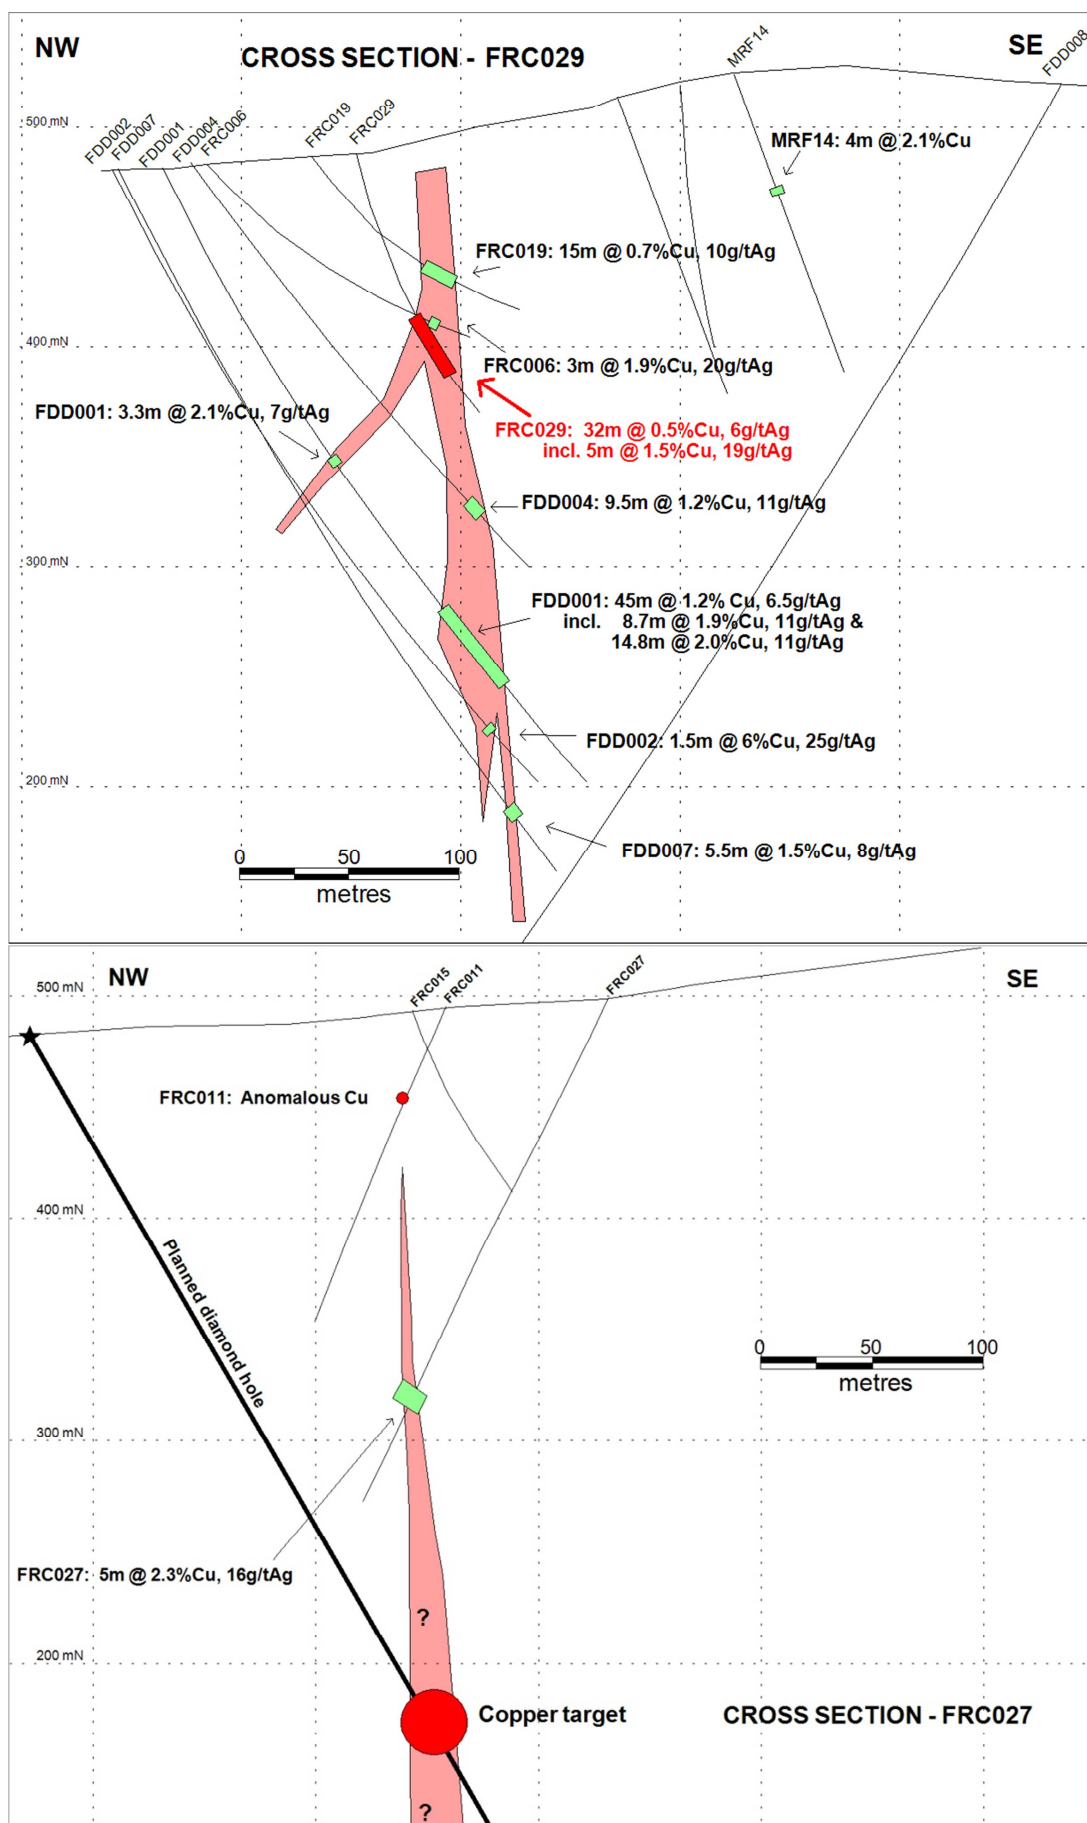 NW
CROSS SECTION - FRC029
SE
FDD002
FDD007
FDD001
FDD004
FRC006
FRC019
FRC029
MRF14
FDD008
500 mN
MRF14: 4m @ 2.1%Cu
FRC019: 15m @ 0.7%Cu, 10g/tAg
400 mN
FRC006: 3m @ 1.9%Cu, 20g/tAg
FDD001: 3.3m @ 2.1%Cu, 7g/tAg
FRC029: 32m @ 0.5%Cu, 6g/tAg
incl. 5m @ 1.5%Cu, 19g/tAg
FDD004: 9.5m @ 1.2%Cu, 11g/tAg
300 mN
FDD001: 45m @ 1.2% Cu, 6.5g/tAg
incl. 8.7m @ 1.9%Cu, 11g/tAg &
14.8m @ 2.0%Cu, 11g/tAg
FDD002: 1.5m @ 6%Cu, 25g/tAg
200 mN
FDD007: 5.5m @ 1.5%Cu, 8g/tAg
0 50 100
metres
NW
SE
FRC015
FRC011
FRC027
500 mN
FRC011: Anomalous Cu
400 mN
Planned diamond hole
0 50 100
metres
300 mN
FRC027: 5m @ 2.3%Cu, 16g/tAg
?
200 mN
Copper target
CROSS SECTION - FRC027
?